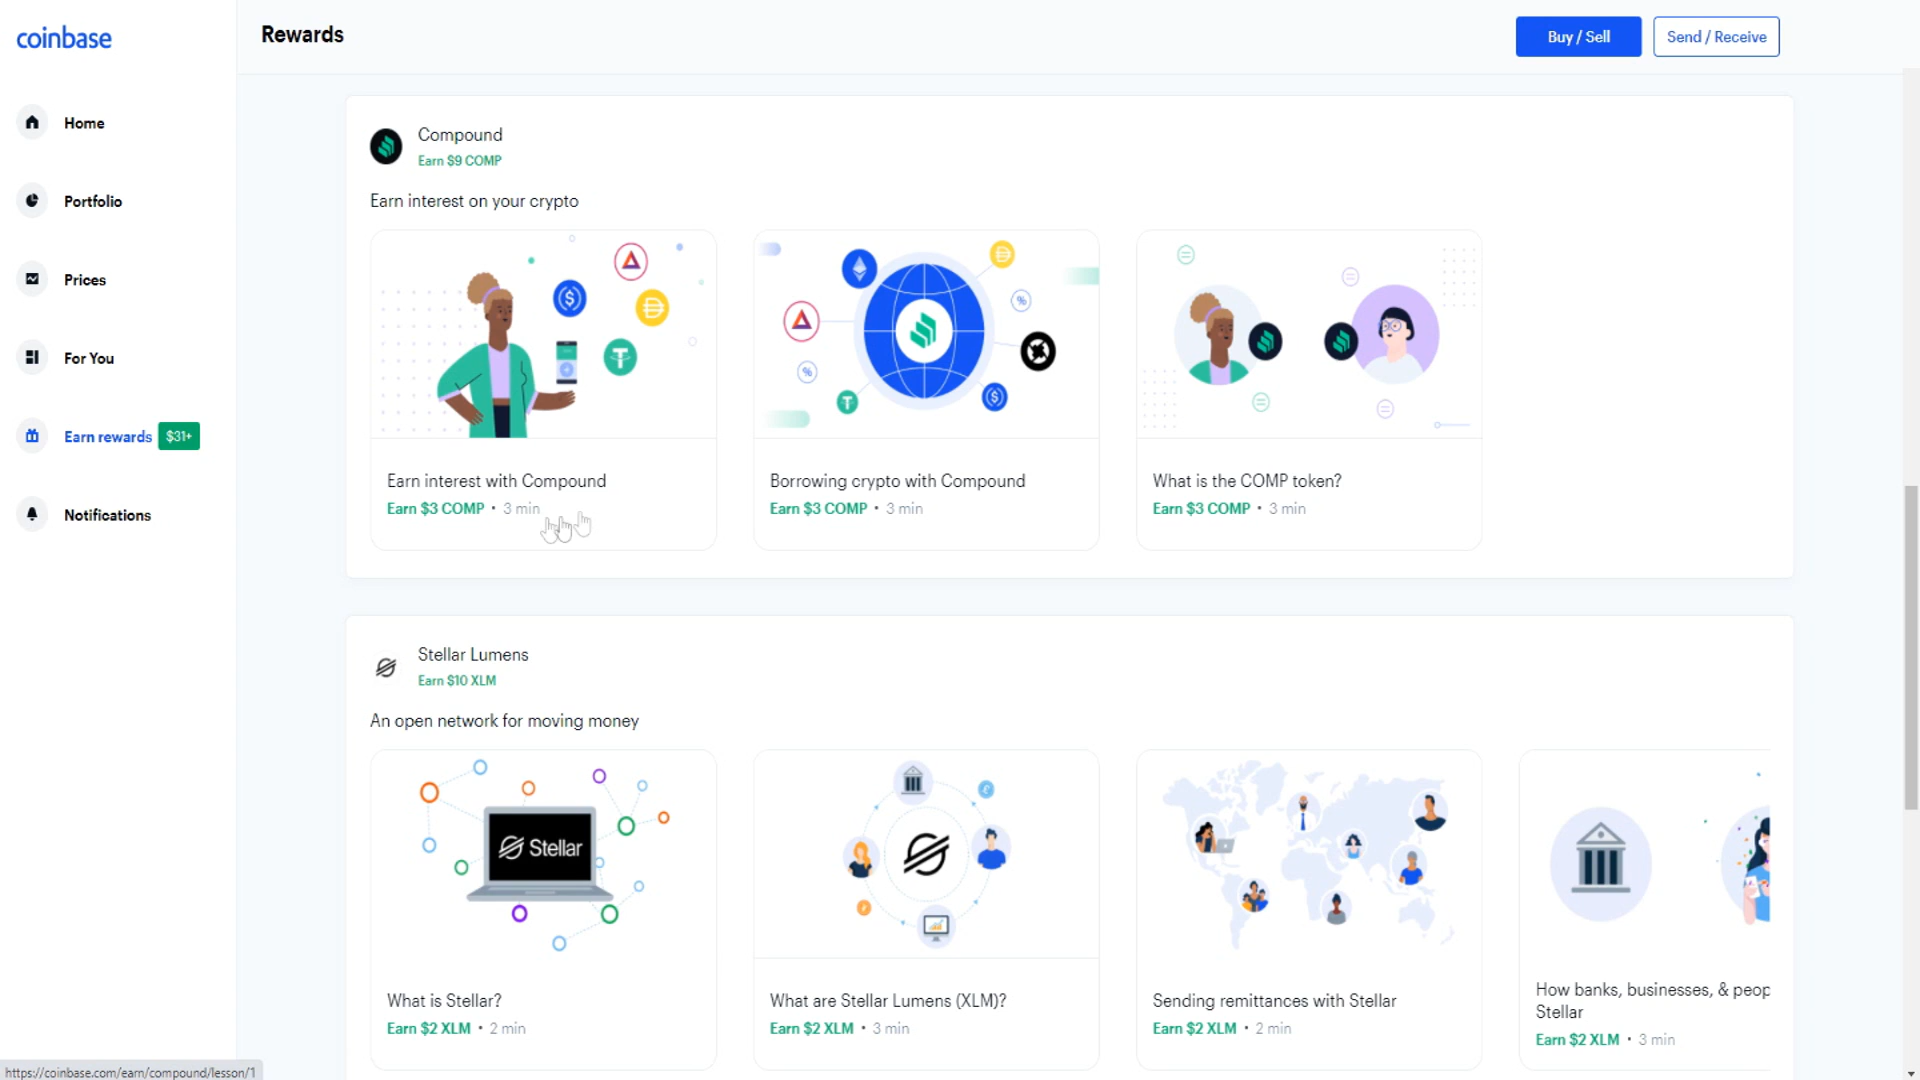 coinbase
Rewards
Buy / Sell
Send / Receive
Home
Portfolio
Prices
For You
Earn rewards $31+
Notifications
Compound
Earn $9 COMP
Earn interest on your crypto
Earn interest with Compound
Earn $3 COMP • 3 min
Borrowing crypto with Compound
Earn $3 COMP • 3 min
What is the COMP token?
Earn $3 COMP • 3 min
Stellar Lumens
Earn $10 XLM
An open network for moving money
Stellar
What is Stellar?
Earn $2 XLM • 2 min
What are Stellar Lumens (XLM)?
Earn $2 XLM • 3 min
Sending remittances with Stellar
Earn $2 XLM • 2 min
How banks, businesses, & peop
Stellar
Earn $2 XLM • 3 min
https://coinbase.com/earn/compound/lesson/1